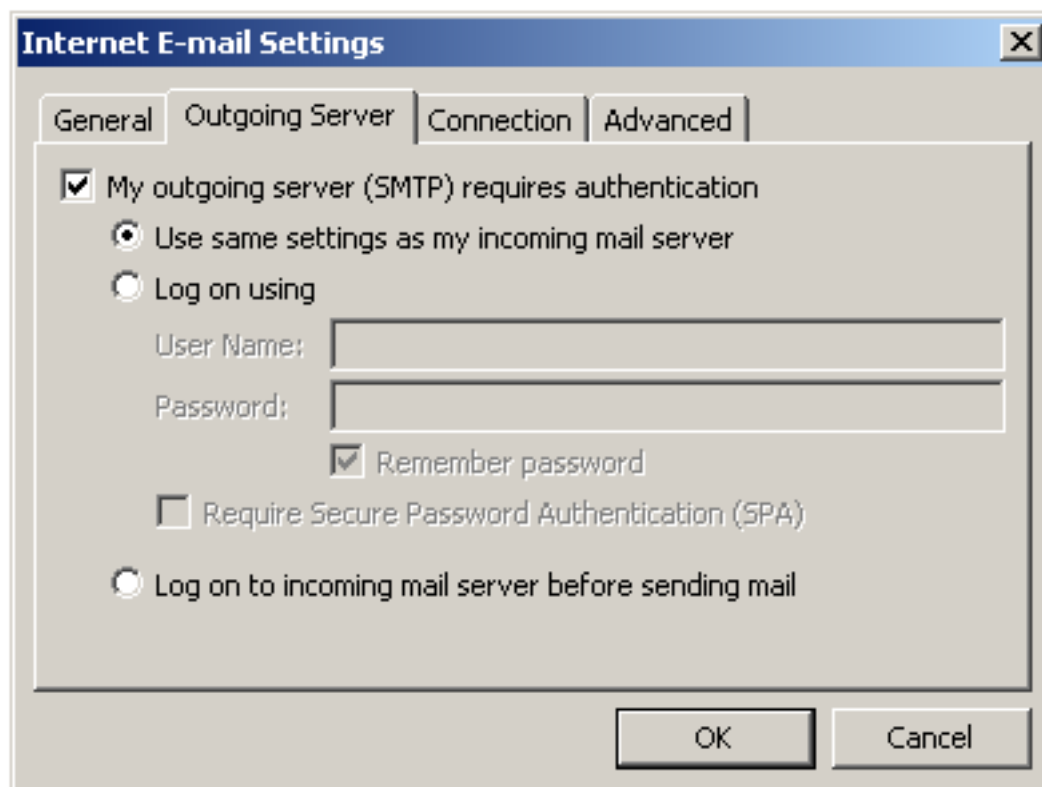 Internet E-mail Settings
General Outgoing Server Connection Advanced
My outgoing server (SMTP) requires authentication
Use same settings as my incoming mail server
Log on using
User Name:
Password:
Remember password
Require Secure Password Authentication (SPA)
Log on to incoming mail server before sending mail
OK Cancel